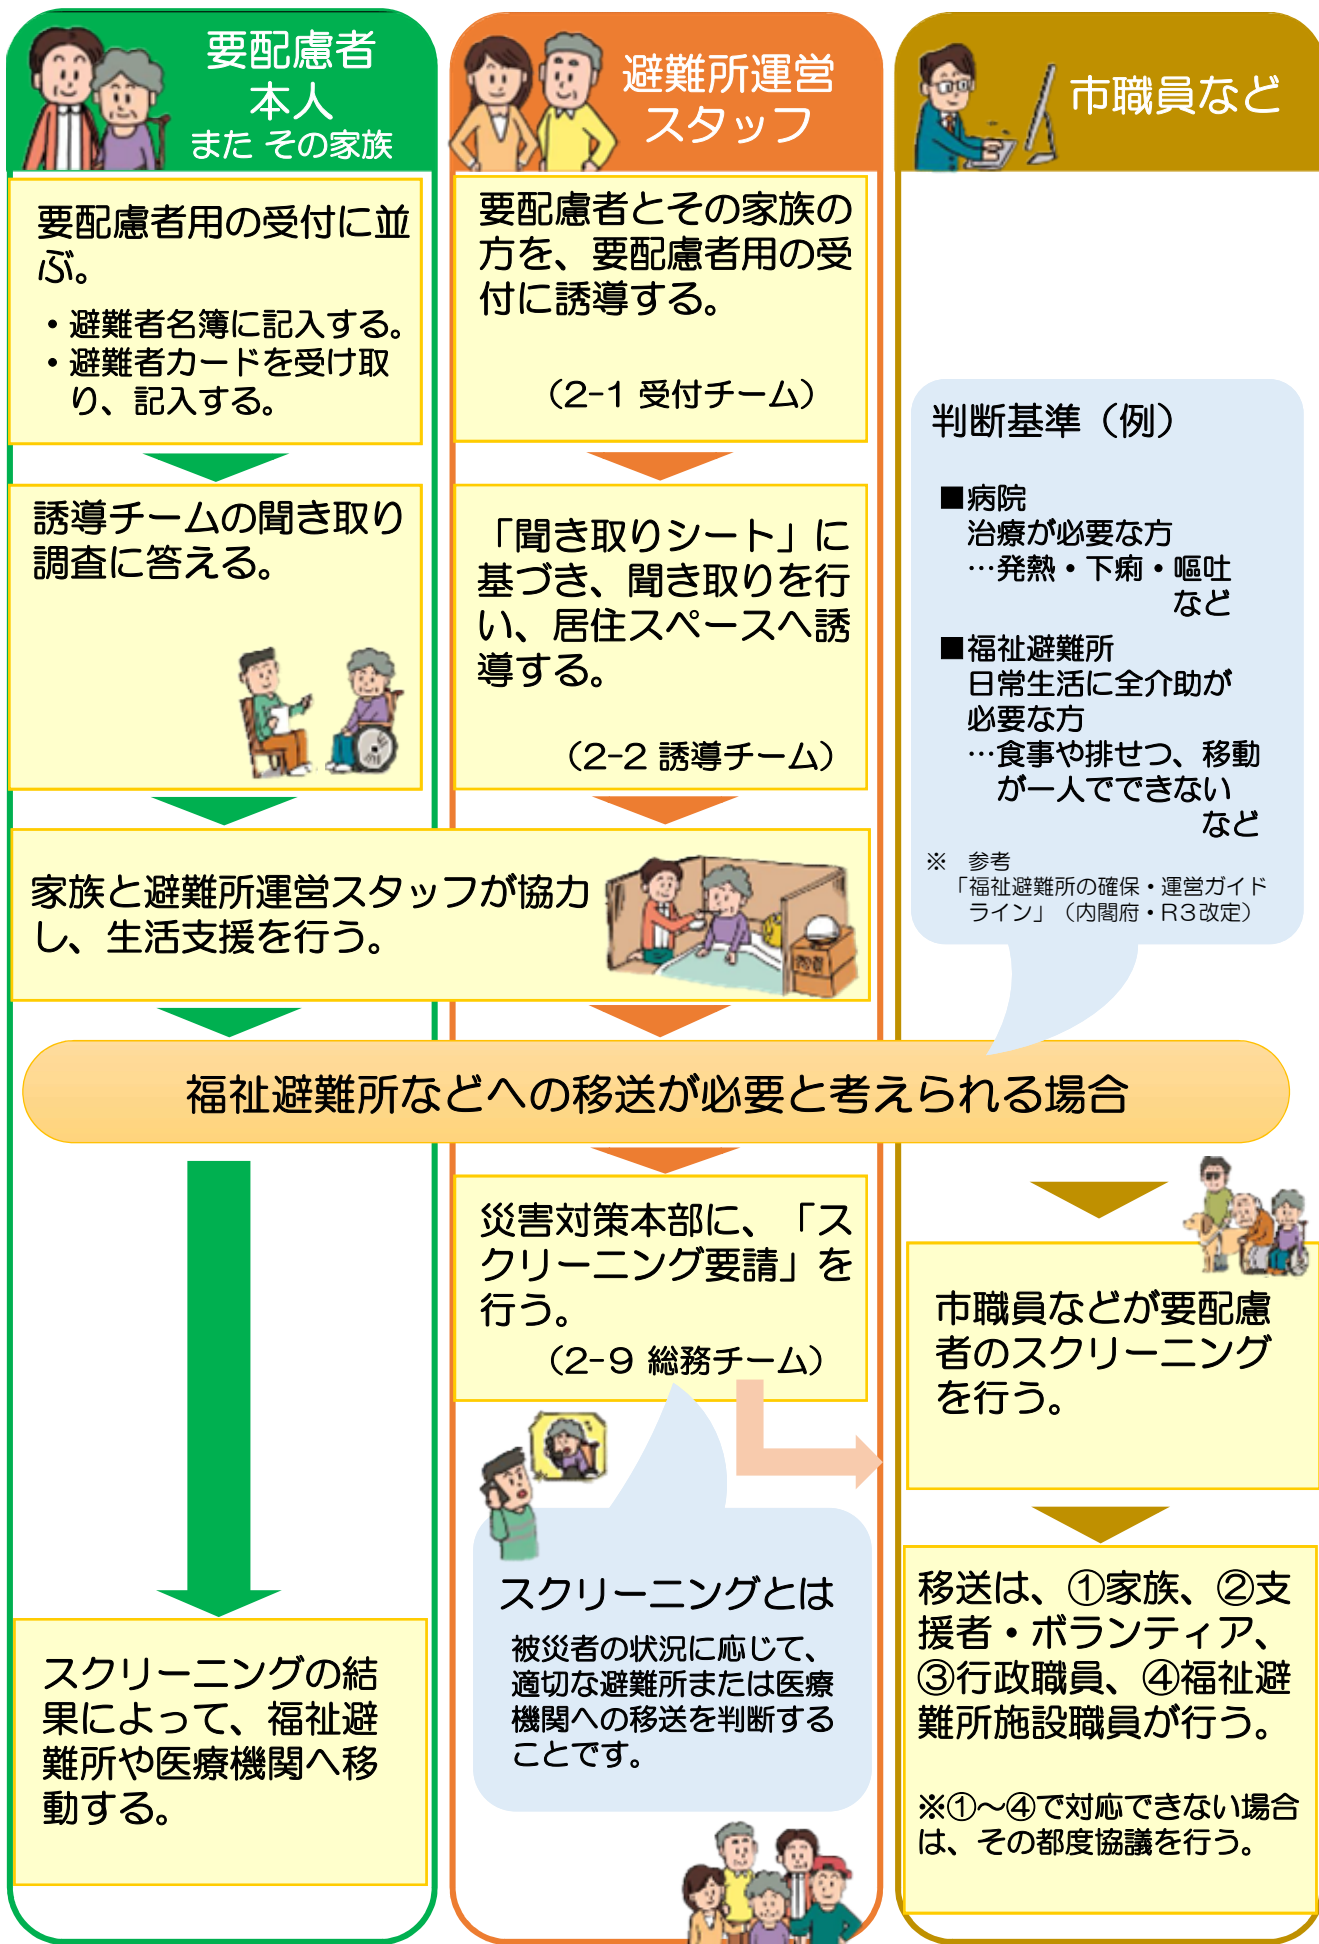 要配慮者
本人
また その家族
避難所運営
スタッフ
市職員など
要配慮者用の受付に並
ぶ。
・避難者名簿に記入する。
・避難者カードを受け取
り、記入する。
要配慮者とその家族の
方を、要配慮者用の受
付に誘導する。
（2-1 受付チーム）
誘導チームの聞き取り
調査に答える。
「聞き取りシート」に
基づき、聞き取りを行
い、居住スペースへ誘
導する。
（2-2 誘導チーム）
判断基準（例）
■病院
治療が必要な方
…発熱・下痢・嘔吐
など
■福祉避難所
日常生活に全介助が
必要な方
…食事や排せつ、移動
が一人でできない
など
※　参考
「福祉避難所の確保・運営ガイド
ライン」（内閣府・R3改定）
家族と避難所運営スタッフが協力
し、生活支援を行う。
福祉避難所などへの移送が必要と考えられる場合
災害対策本部に、「ス
クリーニング要請」を
行う。
（2-9 総務チーム）
市職員などが要配慮
者のスクリーニング
を行う。
スクリーニングとは
被災者の状況に応じて、
適切な避難所または医療
機関への移送を判断する
ことです。
スクリーニングの結
果によって、福祉避
難所や医療機関へ移
動する。
移送は、①家族、②支
援者・ボランティア、
③行政職員、④福祉避
難所施設職員が行う。
※①～④で対応できない場合
は、その都度協議を行う。